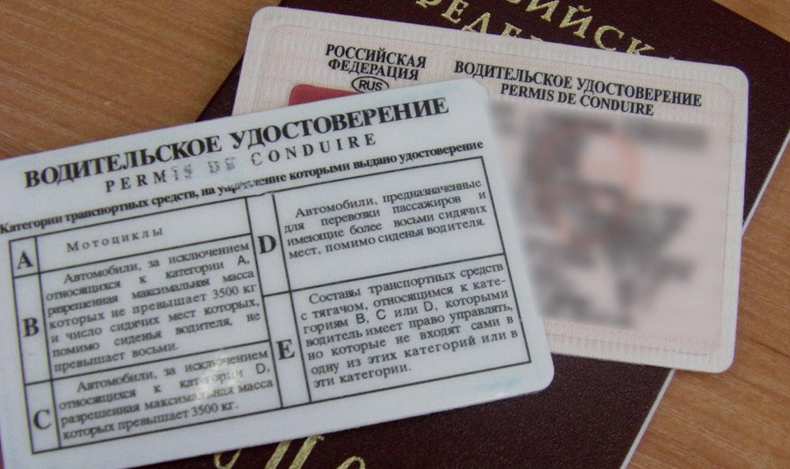 РОССИЙСКАЯ
ФЕДЕРАЦИЯ
RUS
ВОДИТЕЛЬСКОЕ УДОСТОВЕРЕНИЕ
PERMIS DE CONDUIRE
ВОДИТЕЛЬСКОЕ УДОСТОВЕРЕНИЕ
PERMIS DE CONDUIRE
Категории транспортных средств, на управление которыми выдано удостоверение
A
Мотоциклы
B
Автомобили, за исключением
относящихся к категории A,
разрешенная максимальная масса
которых не превышает 3500 кг
и число сидячих мест которых,
помимо сиденья водителя, не
превышает восьми.
C
Автомобили, за исключением
относящихся к категории D,
разрешенная максимальная масса
которых превышает 3500 кг.
D
Автомобили, предназначенные
для перевозки пассажиров и
имеющие более восьми сидячих
мест, помимо сиденья водителя.
E
Составы транспортных средств
с тягачом, относящимся к кате-
гориям B, C или D, которыми
водитель имеет право управлять,
но которые не входят сами в
одну из этих категорий или в
эти категории.